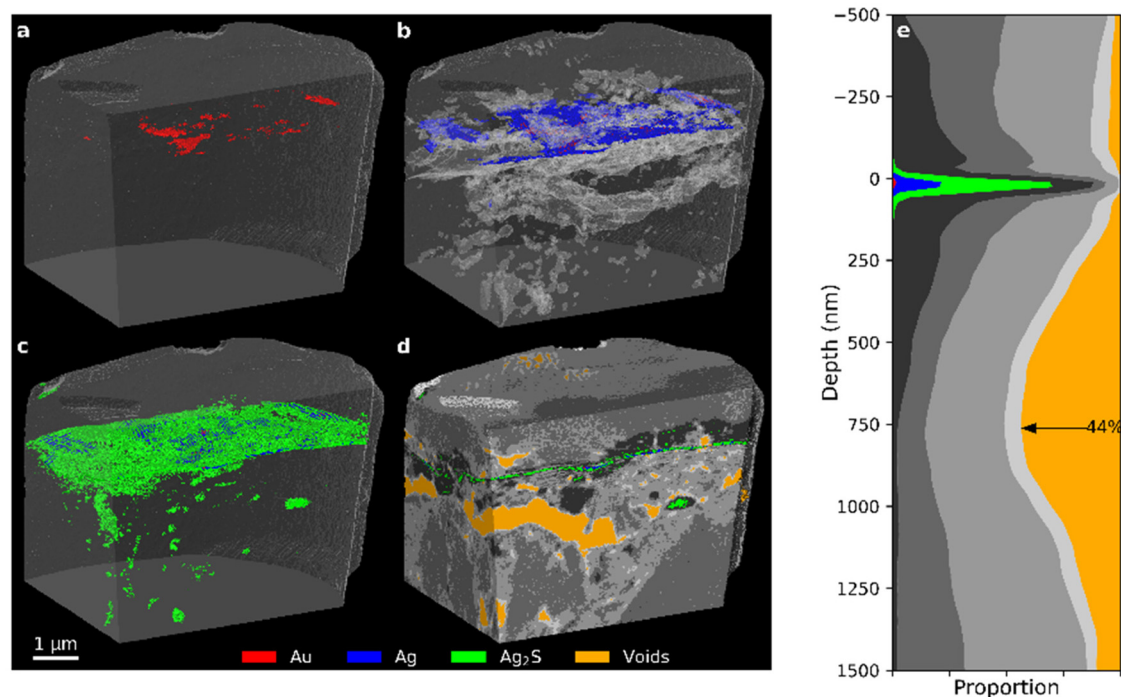 a
b
c
d
1 μm
Au
Ag
Ag₂S
Voids
e
−500
−250
0
250
500
750
1000
1250
1500
Depth (nm)
44%
Proportion